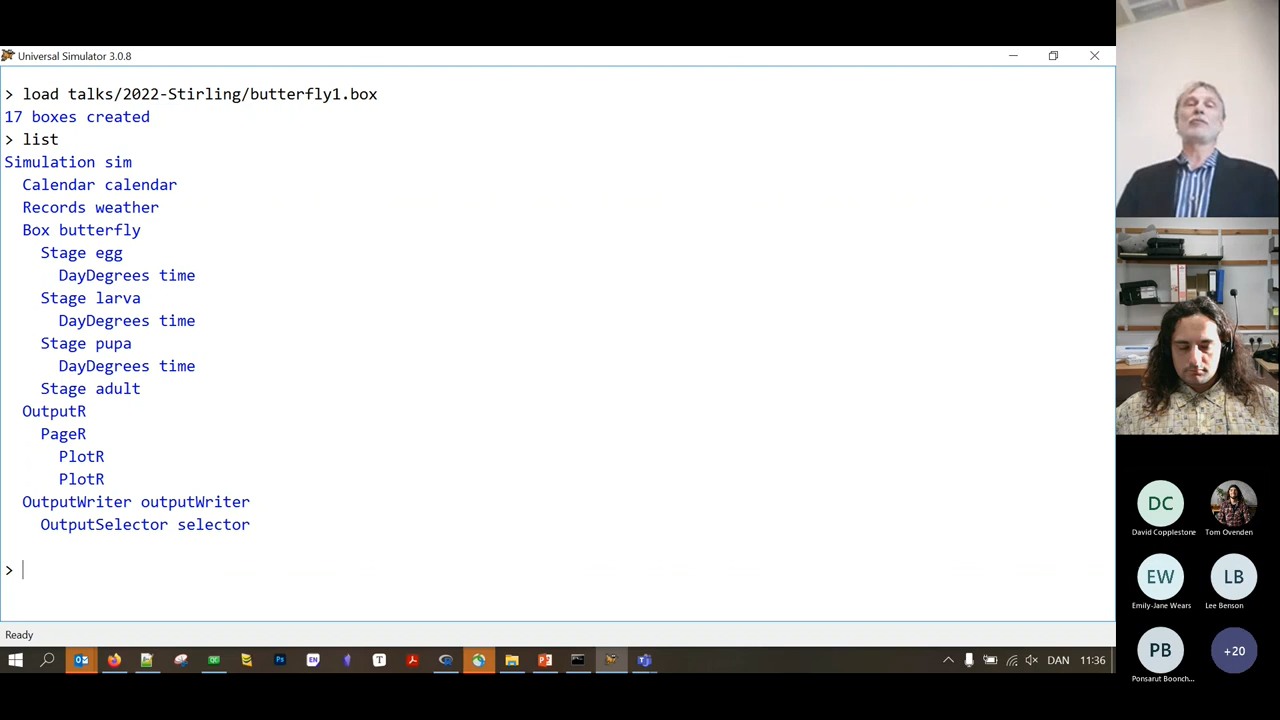 Universal Simulator 3.0.8
> load talks/2022-Stirling/butterfly1.box
17 boxes created
> list
Simulation sim
Calendar calendar
Records weather
Box butterfly
Stage egg
DayDegrees time
Stage larva
DayDegrees time
Stage pupa
DayDegrees time
Stage adult
OutputR
PageR
PlotR
PlotR
OutputWriter outputWriter
OutputSelector selector
>
Ready
DAN 11:36
DC
David Copplestone
Tom Ovenden
EW
LB
Emily-Jane Wears
Lee Benson
PB
+20
Ponsarut Boonch...